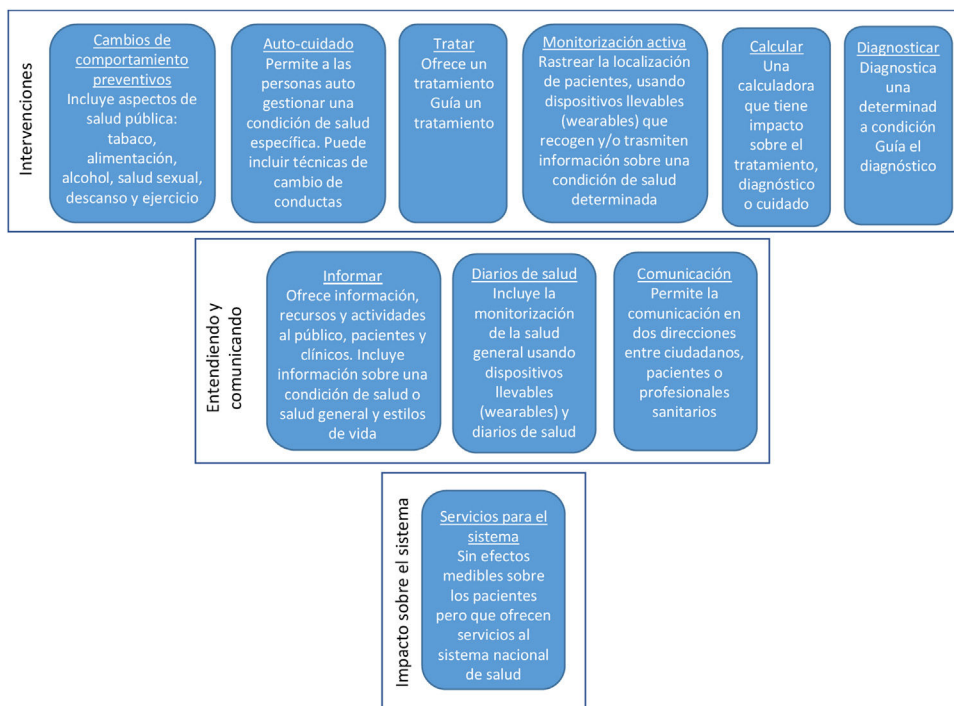 Intervenciones
Cambios de
comportamiento
preventivos
Incluye aspectos de
salud pública:
tabaco,
alimentación,
alcohol, salud sexual,
descanso y ejercicio
Auto-cuidado
Permite a las
personas auto
gestionar una
condición de salud
específica. Puede
incluir técnicas de
cambio de
conductas
Tratar
Ofrece un
tratamiento
Guía un
tratamiento
Monitorización activa
Rastrear la localización
de pacientes, usando
dispositivos llevables
(wearables) que
recogen y/o trasmiten
información sobre una
condición de salud
determinada
Calcular
Una
calculadora
que tiene
impacto
sobre el
tratamiento,
diagnóstico
o cuidado
Diagnosticar
Diagnostica
una
determinad
a condición
Guía el
diagnóstico
Entendiendo y
comunicando
Informar
Ofrece información,
recursos y actividades
al público, pacientes y
clínicos. Incluye
información sobre una
condición de salud o
salud general y estilos
de vida
Diarios de salud
Incluye la
monitorización
de la salud
general usando
dispositivos
llevables
(wearables) y
diarios de salud
Comunicación
Permite la
comunicación en
dos direcciones
entre ciudadanos,
pacientes o
profesionales
sanitarios
Impacto sobre el sistema
Servicios para el
sistema
Sin efectos
medibles sobre
los pacientes
pero que ofrecen
servicios al
sistema nacional
de salud